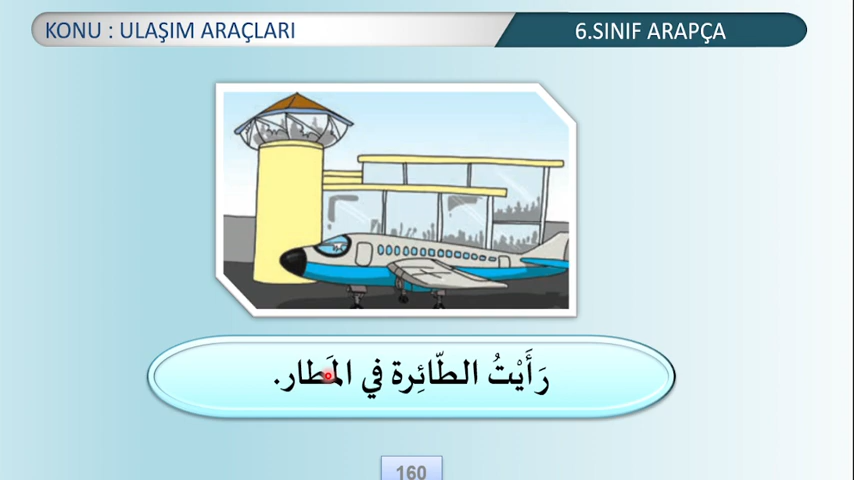 KONU : ULAŞIM ARAÇLARI
6.SINIF ARAPÇA
رَأَيْتُ الطّائِرة في المَطار.
160